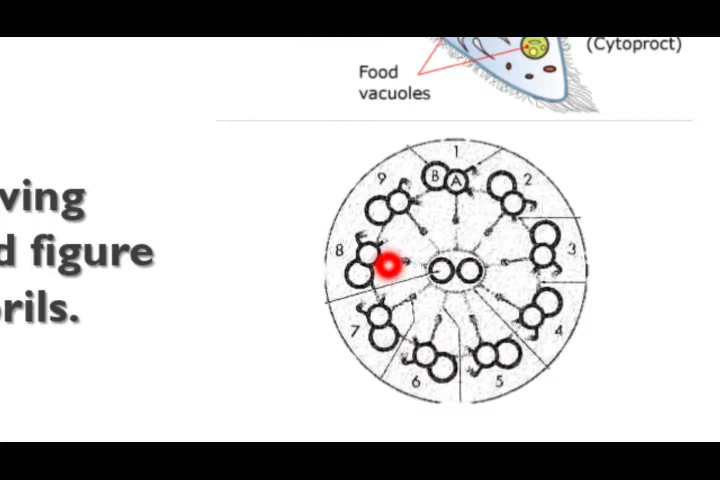 (Cytoproct)
Food
vacuoles
ving
d figure
rils.
1
2
3
4
5
6
7
8
9
B A